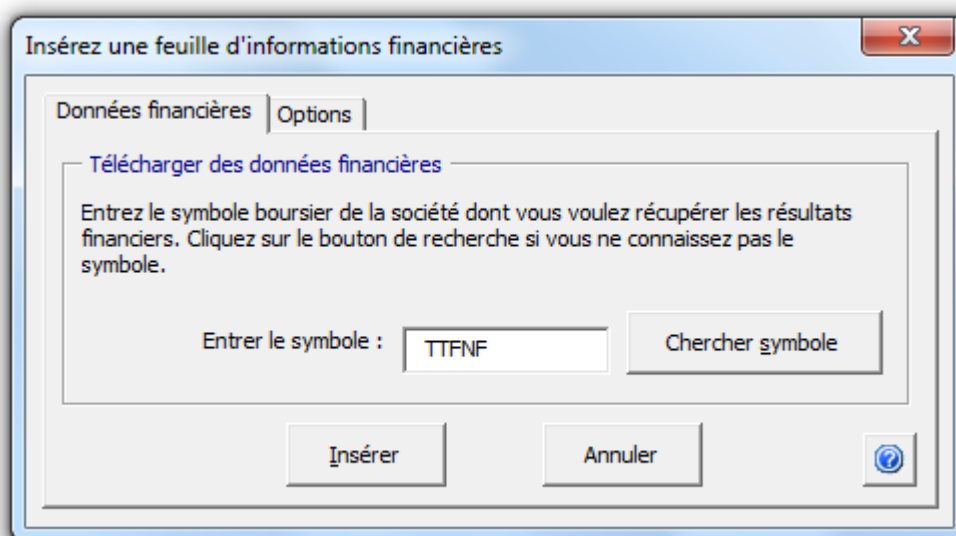 Insérez une feuille d'informations financières
Données financières
Options
Télécharger des données financières
Entrez le symbole boursier de la société dont vous voulez récupérer les résultats
financiers. Cliquez sur le bouton de recherche si vous ne connaissez pas le
symbole.
Entrer le symbole :
TTFNF
Chercher symbole
Insérer
Annuler